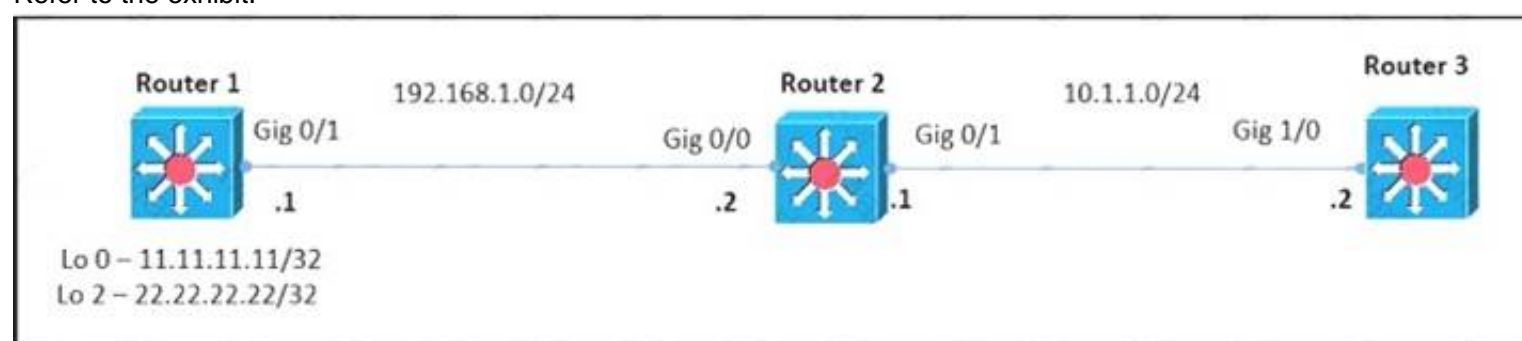 Refer to the exhibit.
Router 1
192.168.1.0/24
Router 2
10.1.1.0/24
Router 3
Gig 0/1
Gig 0/0
Gig 0/1
Gig 1/0
.1
.2
.1
.2
Lo 0 – 11.11.11.11/32
Lo 2 – 22.22.22.22/32